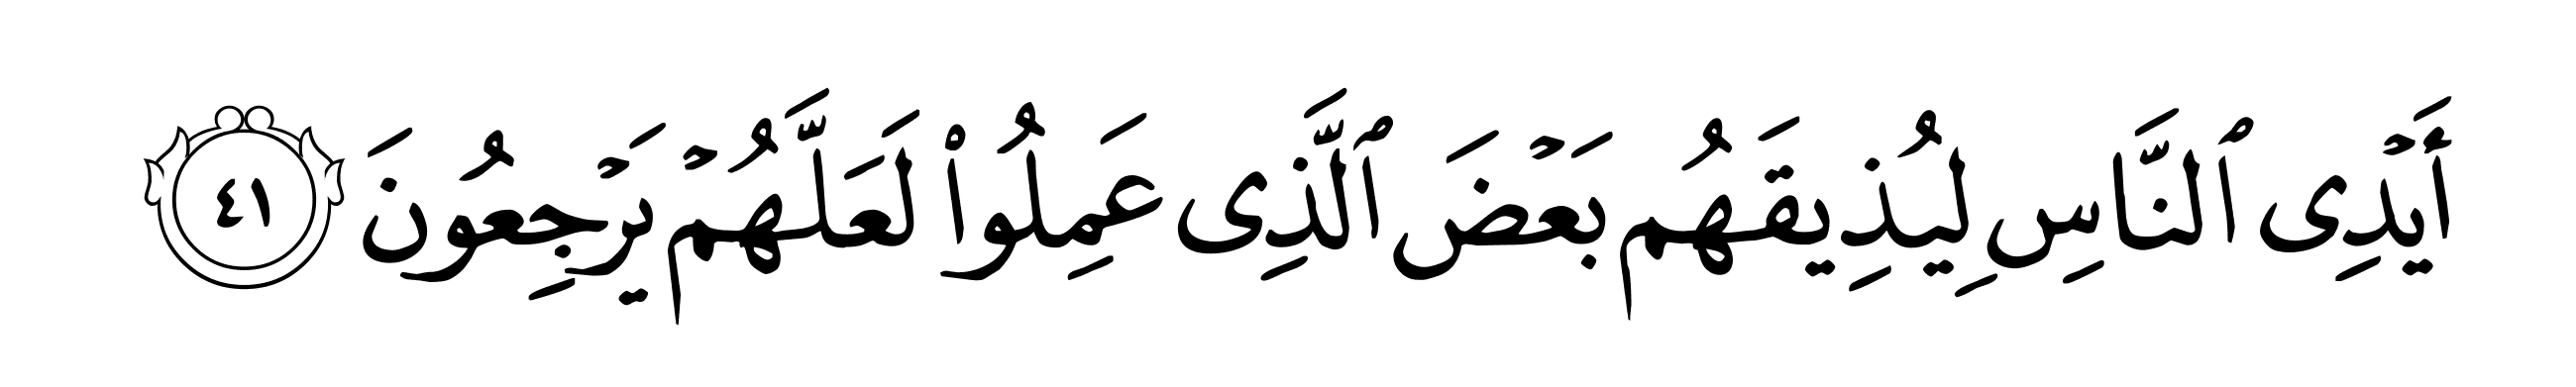 أَيۡدِى ٱلنَّاسِ لِيُذِيقَهُم بَعۡضَ ٱلَّذِى عَمِلُوا۟ لَعَلَّهُمۡ يَرۡجِعُونَ ٤١